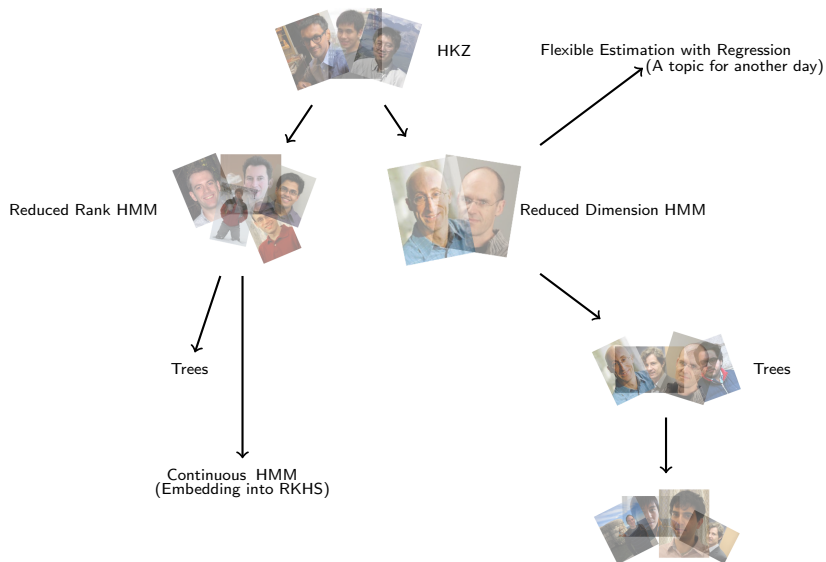 HKZ
Flexible Estimation with Regression
(A topic for another day)
Reduced Rank HMM
Reduced Dimension HMM
Trees
Trees
Continuous HMM
(Embedding into RKHS)